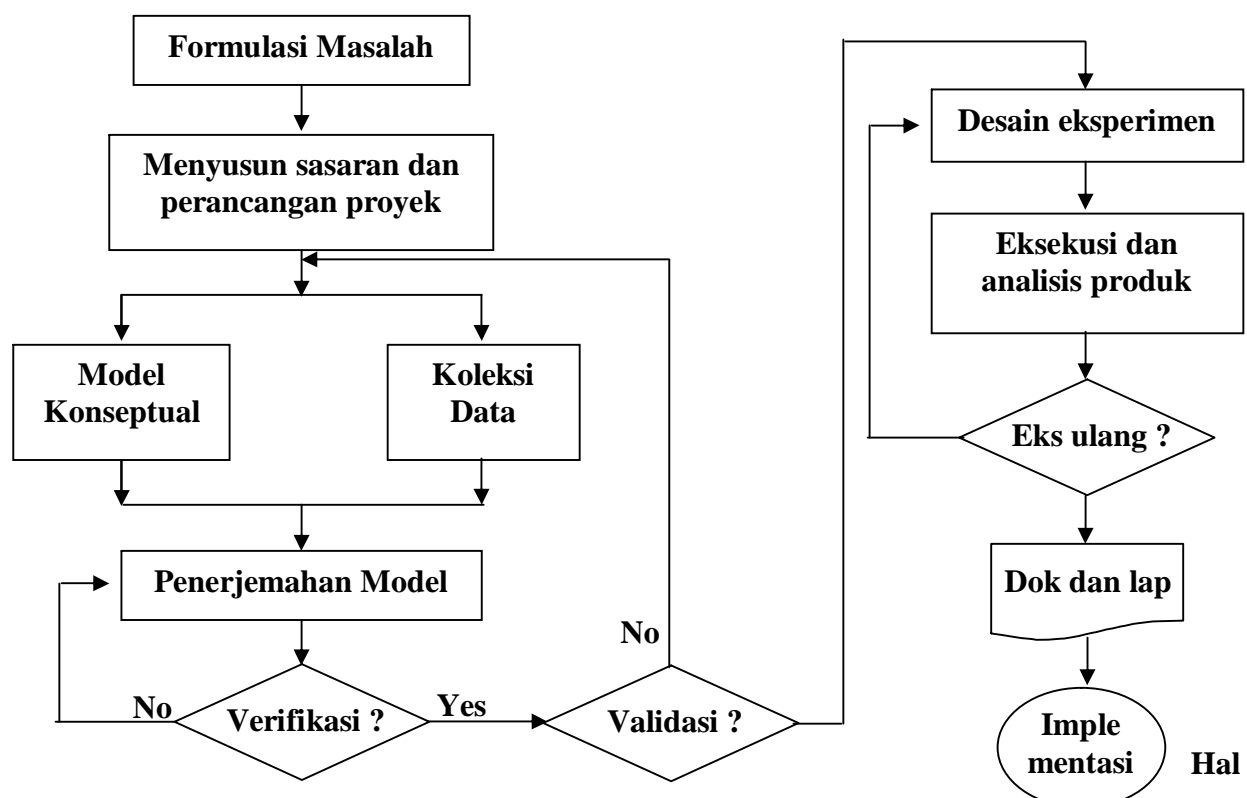 Formulasi Masalah
Menyusun sasaran dan
perancangan proyek
Model
Konseptual
Koleksi
Data
Penerjemahan Model
No
Verifikasi ?
Yes
No
Validasi ?
Desain eksperimen
Eksekusi dan
analisis produk
Eks ulang ?
Dok dan lap
Imple
mentasi
Hal